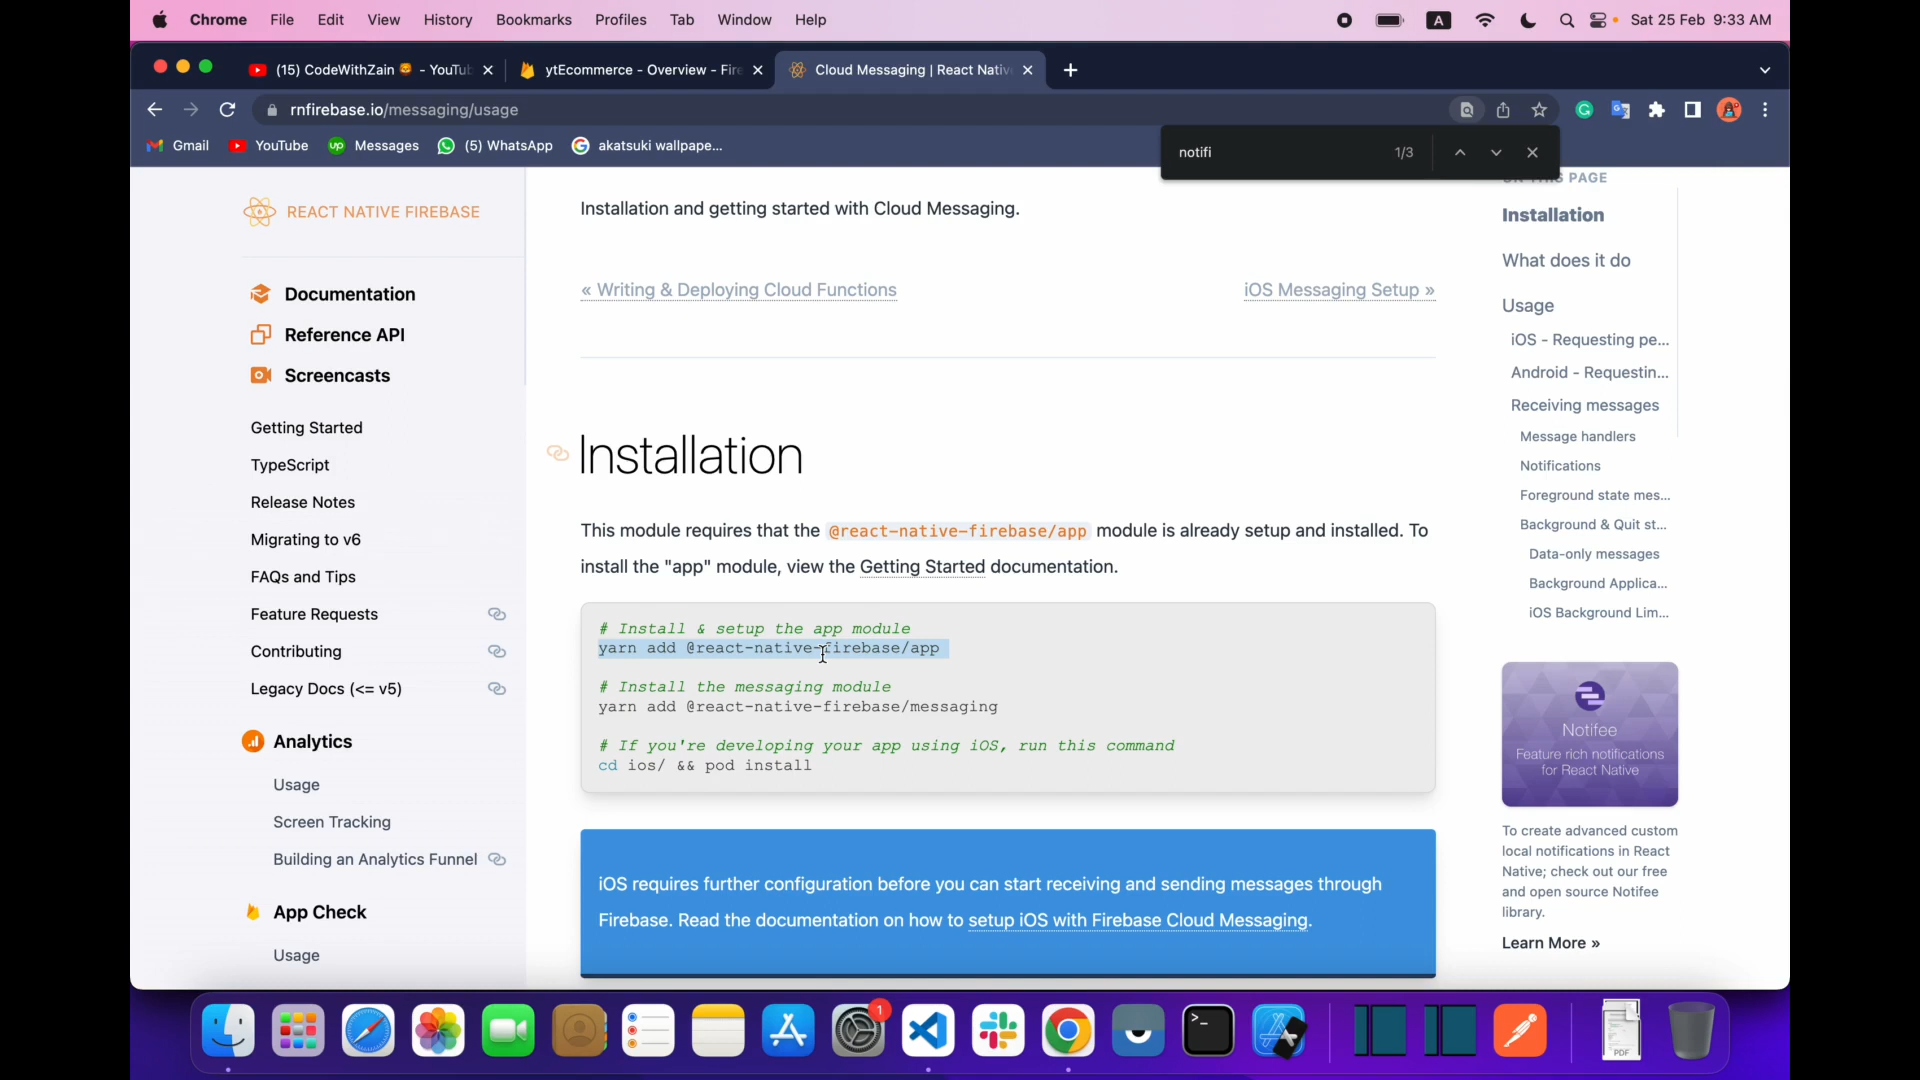 Chrome File Edit View History Bookmarks Profiles Tab Window Help
A Sat 25 Feb 9:33 AM
(15) CodeWithZain - YouTu
ytEcommerce - Overview - Fire
Cloud Messaging | React Nativ
rnfirebase.io/messaging/usage
Gmail YouTube Messages (5) WhatsApp akatsuki wallpape...
notifi 1/3
REACT NATIVE FIREBASE
Documentation
Reference API
Screencasts
Getting Started
TypeScript
Release Notes
Migrating to v6
FAQs and Tips
Feature Requests
Contributing
Legacy Docs (<= v5)
Analytics
Usage
Screen Tracking
Building an Analytics Funnel
App Check
Usage
Installation and getting started with Cloud Messaging.
« Writing & Deploying Cloud Functions
iOS Messaging Setup »
Installation
This module requires that the @react-native-firebase/app module is already setup and installed. To
install the "app" module, view the Getting Started documentation.
# Install & setup the app module
yarn add @react-native-firebase/app
# Install the messaging module
yarn add @react-native-firebase/messaging
# If you're developing your app using iOS, run this command
cd ios/ && pod install
iOS requires further configuration before you can start receiving and sending messages through
Firebase. Read the documentation on how to setup iOS with Firebase Cloud Messaging.
ON THIS PAGE
Installation
What does it do
Usage
iOS - Requesting pe...
Android - Requestin...
Receiving messages
Message handlers
Notifications
Foreground state mes...
Background & Quit st...
Data-only messages
Background Applica...
iOS Background Lim...
Notifee
Feature rich notifications
for React Native
To create advanced custom
local notifications in React
Native; check out our free
and open source Notifee
library.
Learn More »
1
PDF